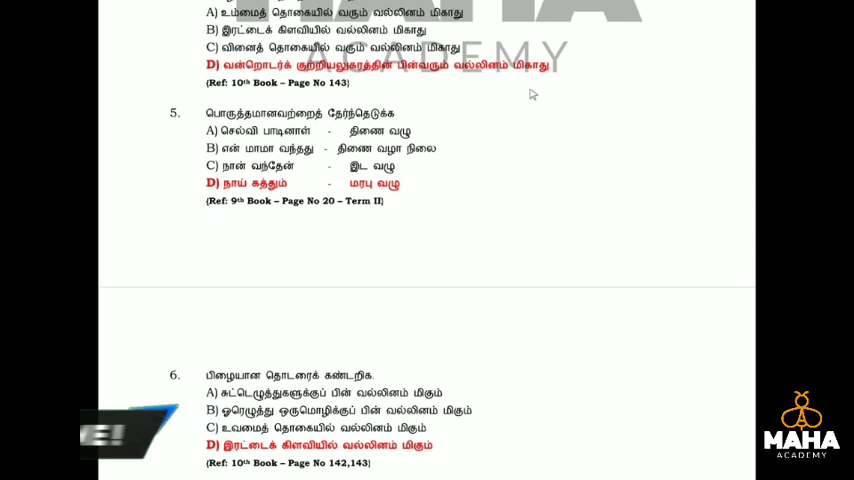 A) உம்மைத் தொகையில் வரும் வல்லினம் மிகாது
B) இரட்டைக் கிளவியில் வல்லினம் மிகாது
C) வினைத் தொகையில் வரும் வல்லினம் மிகாது
ACADEMY
D) வன்றொடர்க் குற்றியலுகரத்தின் பின்வரும் வல்லினம் மிகாது
{Ref: 10th Book – Page No 143}
5. பொருத்தமானவற்றைத் தேர்ந்தெடுக்க
A) செல்வி பாடினாள் - திணை வழு
B) என் மாமா வந்தது - திணை வழா நிலை
C) நான் வந்தேன் - இட வழு
D) நாய் கத்தும் - மரபு வழு
{Ref: 9th Book – Page No 20 – Term II}
6. பிழையான தொடரைக் கண்டறிக.
A) சுட்டெழுத்துகளுக்குப் பின் வல்லினம் மிகும்
B) ஓரெழுத்து ஒருமொழிக்குப் பின் வல்லினம் மிகும்
C) உவமைத் தொகையில் வல்லினம் மிகும்
D) இரட்டைக் கிளவியில் வல்லினம் மிகும்
{Ref: 10th Book – Page No 142,143}
MAHA
ACADEMY